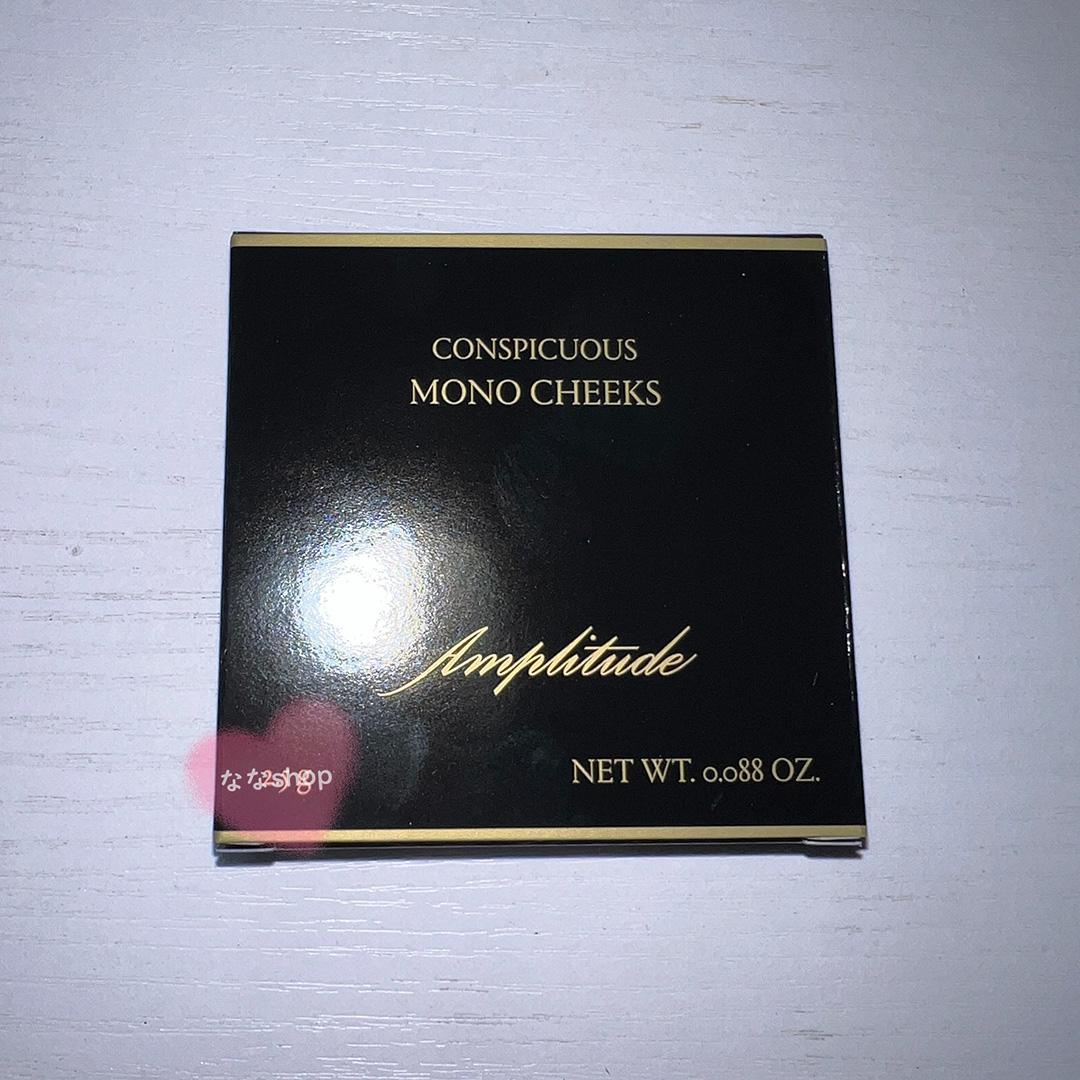 CONSPICUOUS
MONO CHEEKS
Amplitude
ななshop
NET WT. 0.088 OZ.